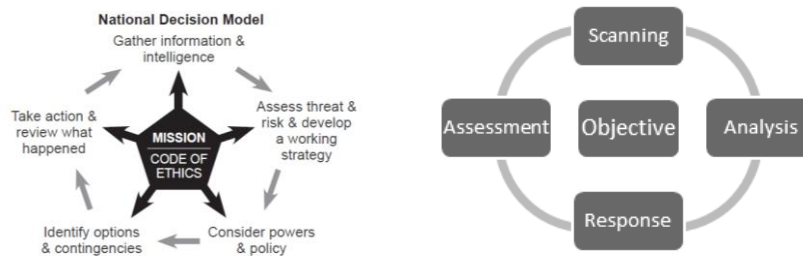 National Decision Model
Gather information &
intelligence
Assess threat &
risk & develop
a working
strategy
Consider powers
& policy
Identify options
& contingencies
Take action &
review what
happened
MISSION
CODE OF
ETHICS
Scanning
Analysis
Response
Assessment
Objective